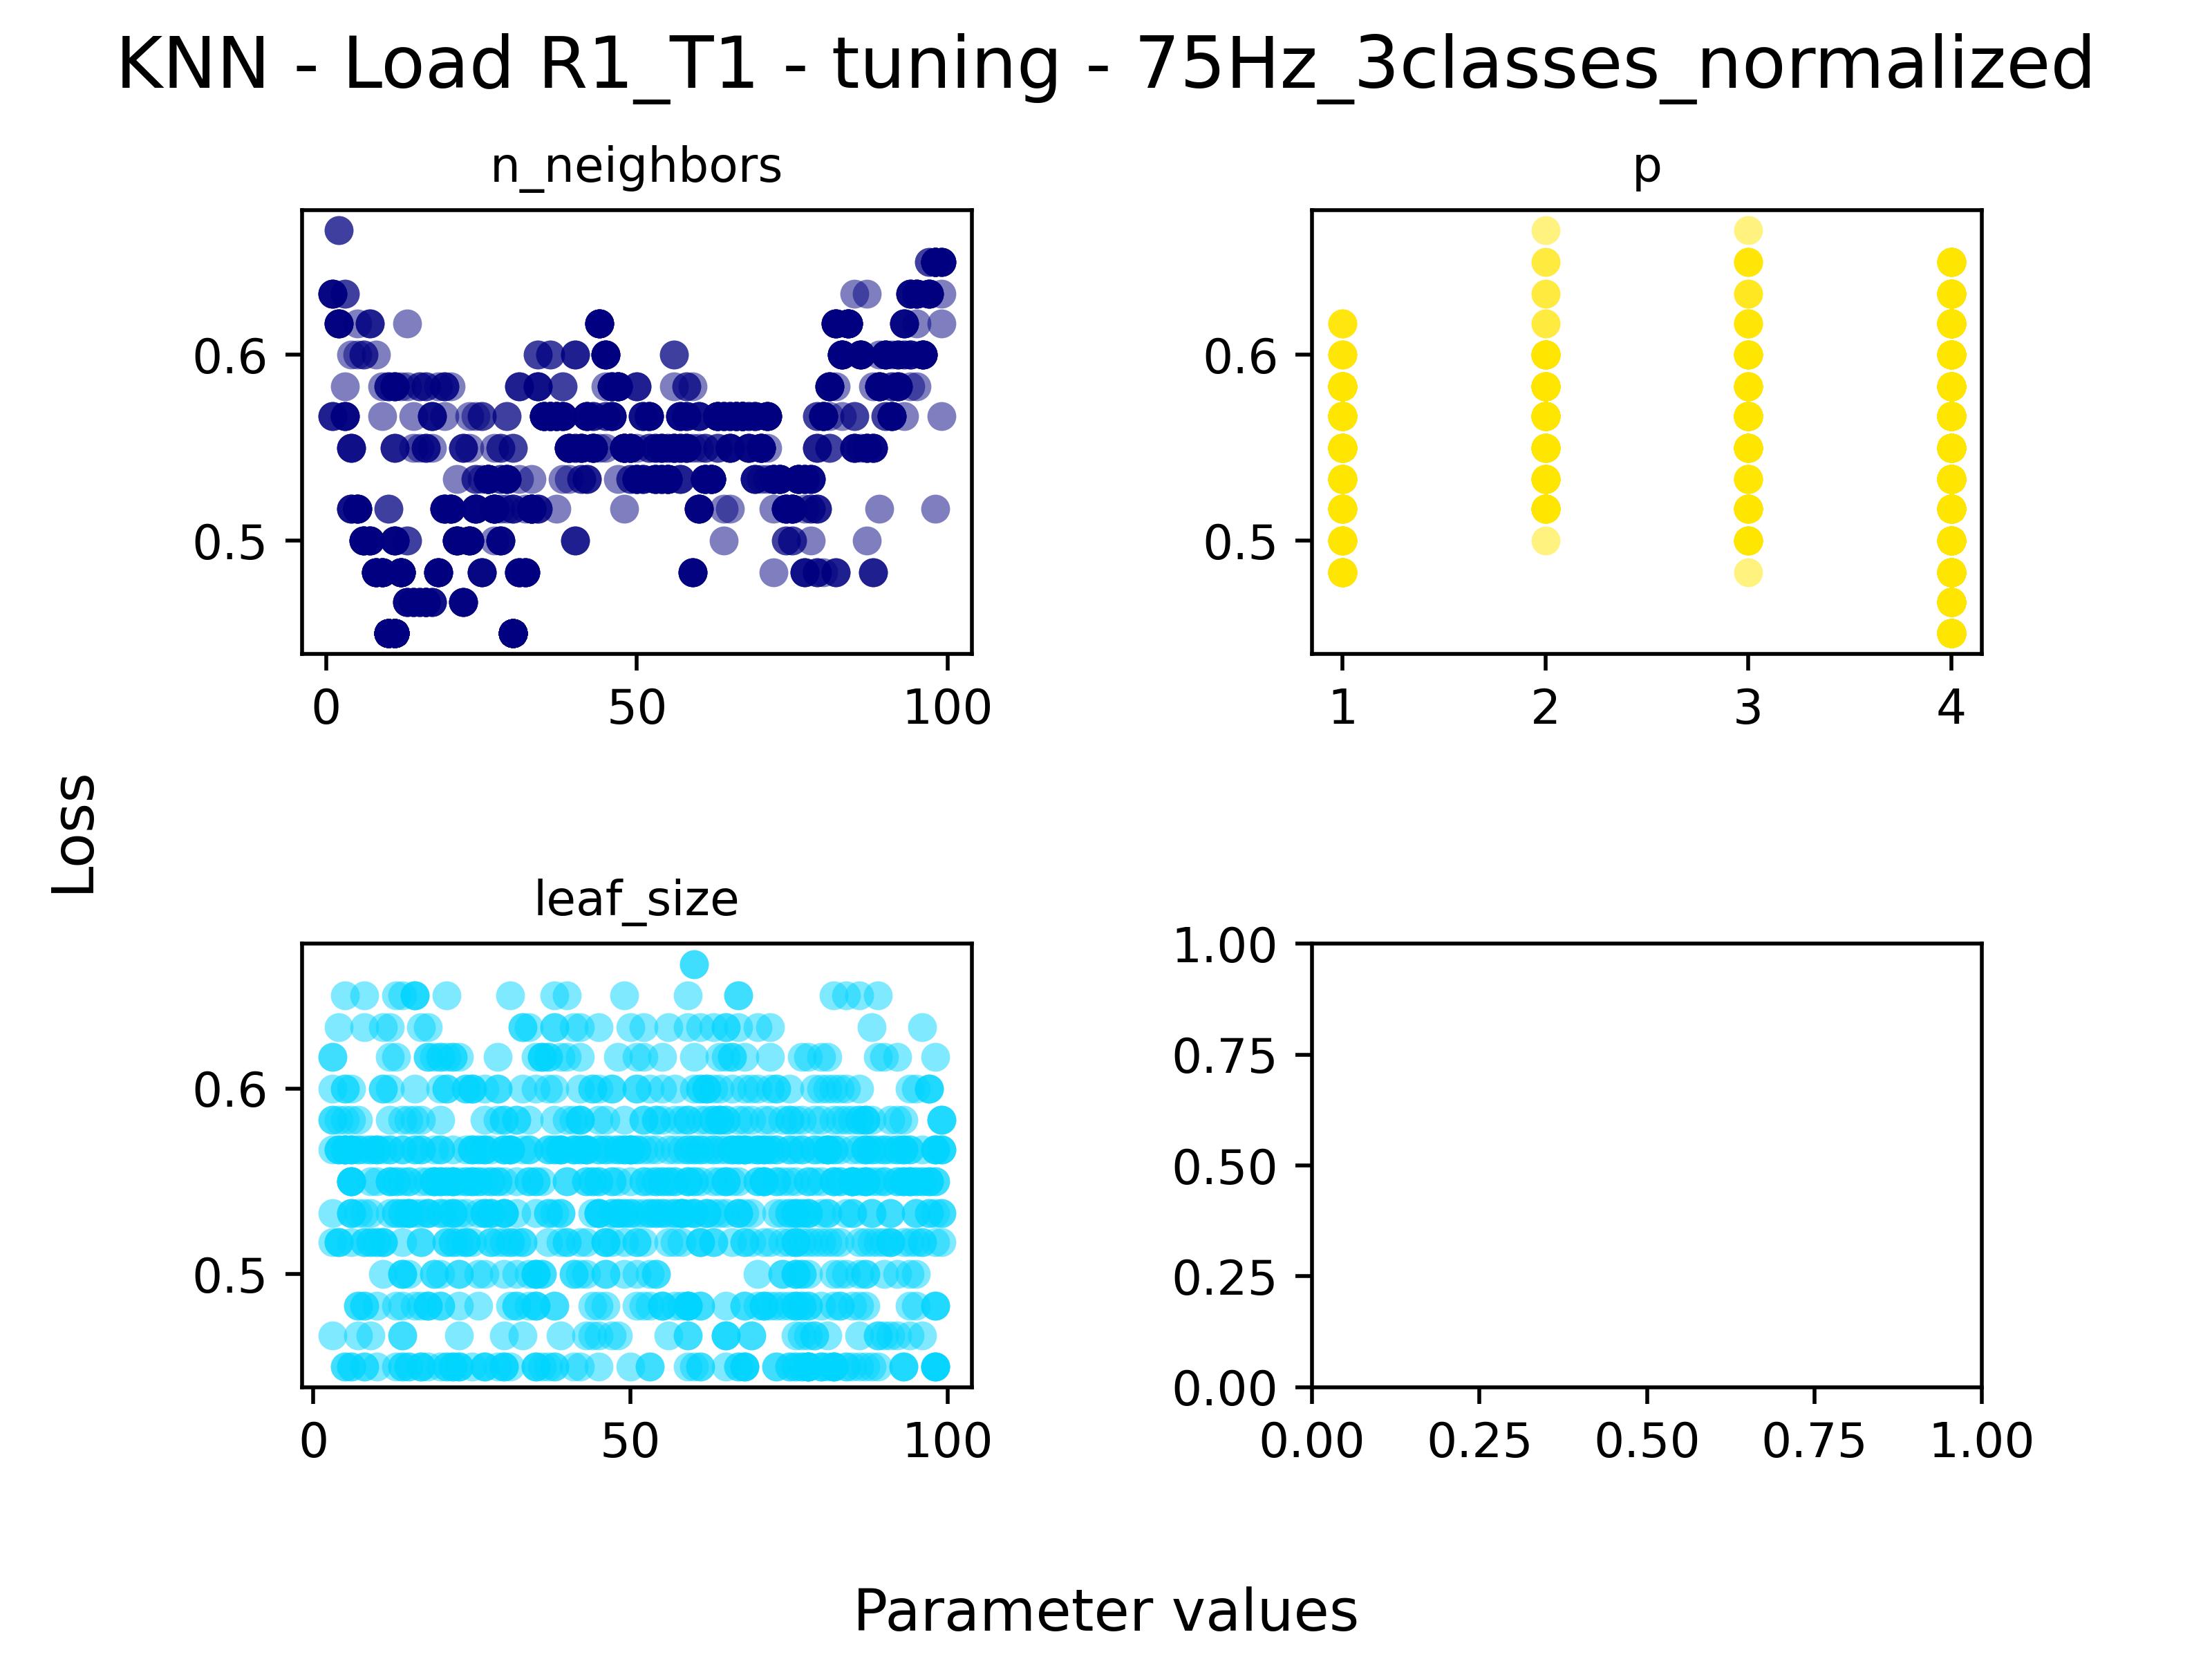 KNN - Load R1_T1 - tuning - 75Hz_3classes_normalized
n_neighbors
0.6
0.5
0 50 100
p
0.6
0.5
1 2 3 4
Loss
leaf_size
0.6
0.5
0 50 100
1.00
0.75
0.50
0.25
0.00
0.00 0.25 0.50 0.75 1.00
Parameter values